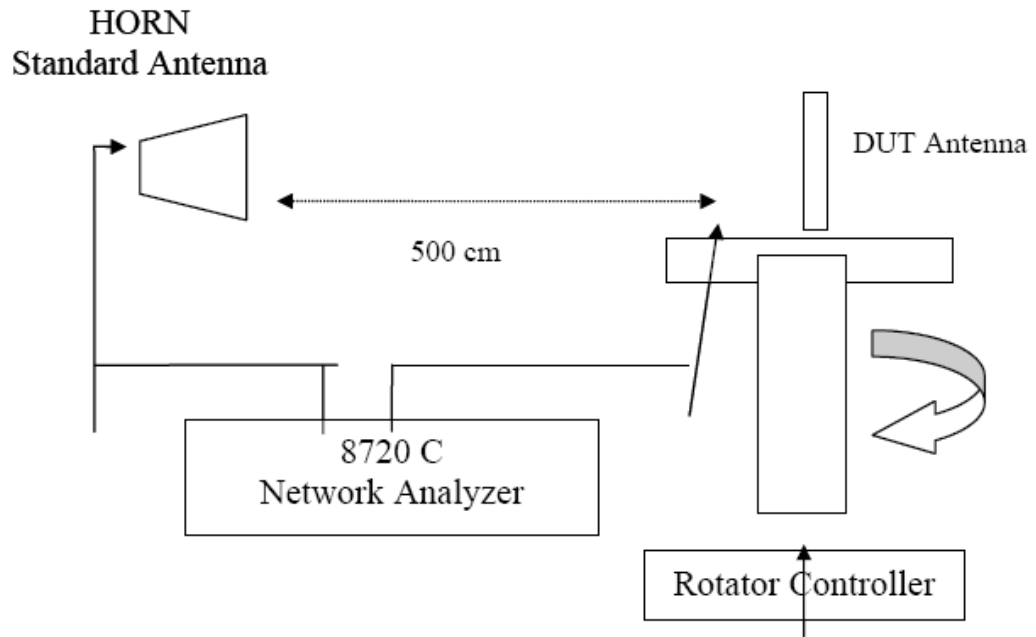 HORN
Standard Antenna
DUT Antenna
500 cm
8720 C
Network Analyzer
Rotator Controller